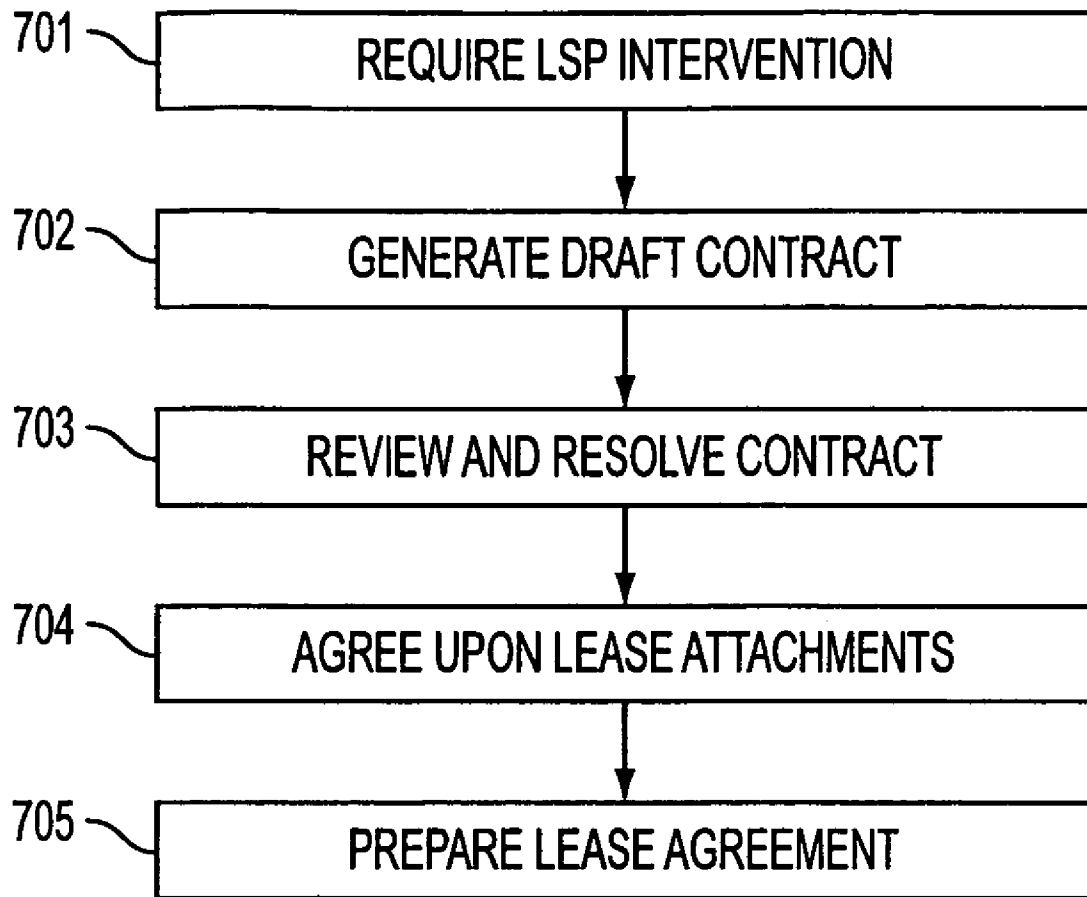 701
REQUIRE LSP INTERVENTION
702
GENERATE DRAFT CONTRACT
703
REVIEW AND RESOLVE CONTRACT
704
AGREE UPON LEASE ATTACHMENTS
705
PREPARE LEASE AGREEMENT